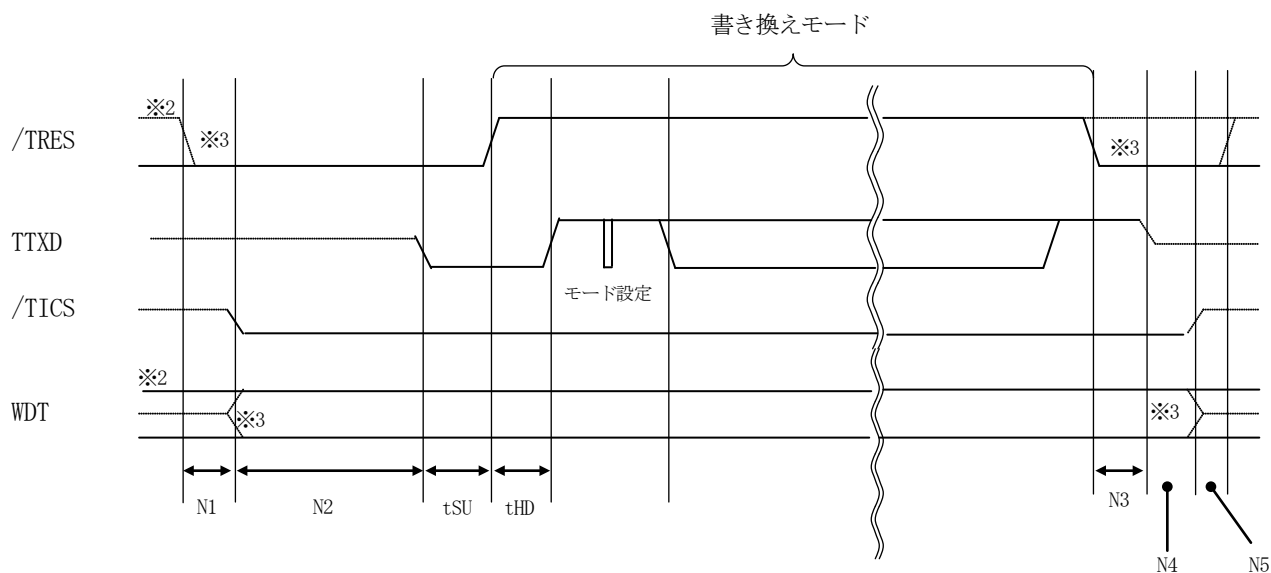 書き換えモード
※2
/TRES
※3
※3
TTXD
モード設定
/TICS
※2
WDT
※3
※3
N1
N2
tSU
tHD
N3
N4
N5